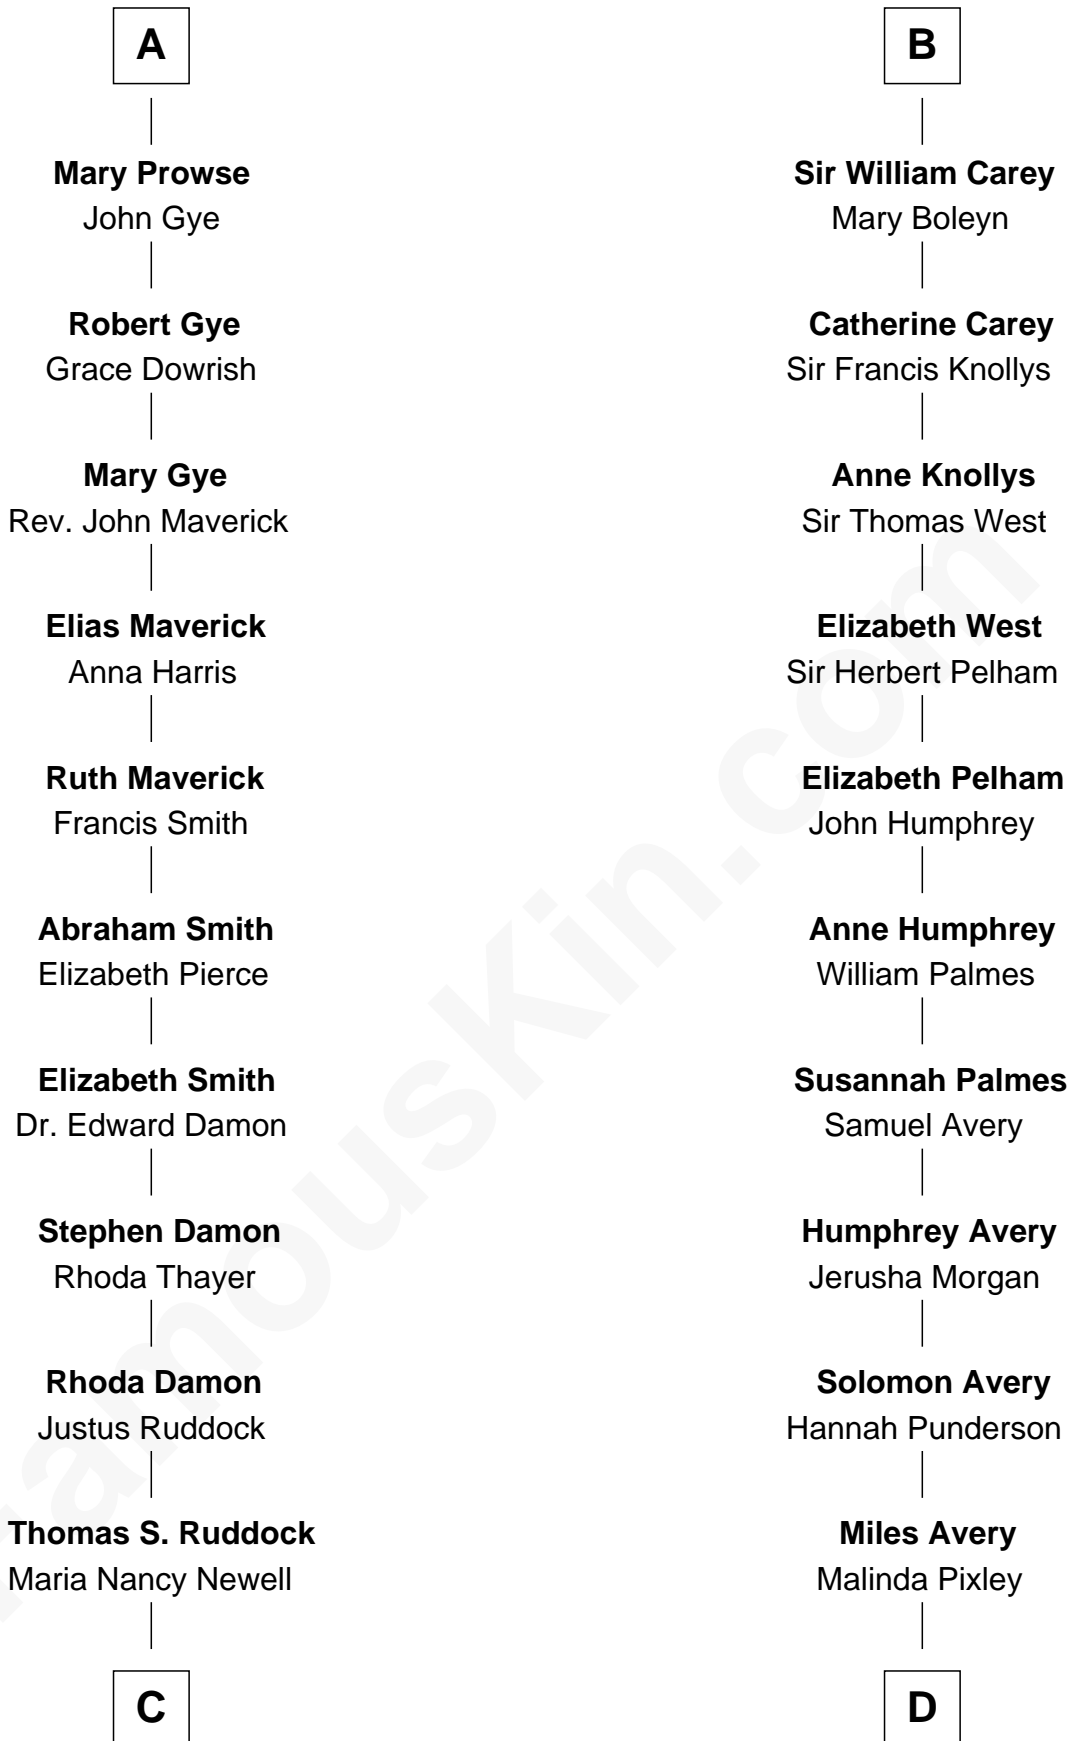 A
Mary Prowse
John Gye
Robert Gye
Grace Dowrish
Mary Gye
Rev. John Maverick
Elias Maverick
Anna Harris
Ruth Maverick
Francis Smith
Abraham Smith
Elizabeth Pierce
Elizabeth Smith
Dr. Edward Damon
Stephen Damon
Rhoda Thayer
Rhoda Damon
Justus Ruddock
Thomas S. Ruddock
Maria Nancy Newell
C
B
Sir William Carey
Mary Boleyn
Catherine Carey
Sir Francis Knollys
Anne Knollys
Sir Thomas West
Elizabeth West
Sir Herbert Pelham
Elizabeth Pelham
John Humphrey
Anne Humphrey
William Palmes
Susannah Palmes
Samuel Avery
Humphrey Avery
Jerusha Morgan
Solomon Avery
Hannah Punderson
Miles Avery
Malinda Pixley
D
FamousKin.com